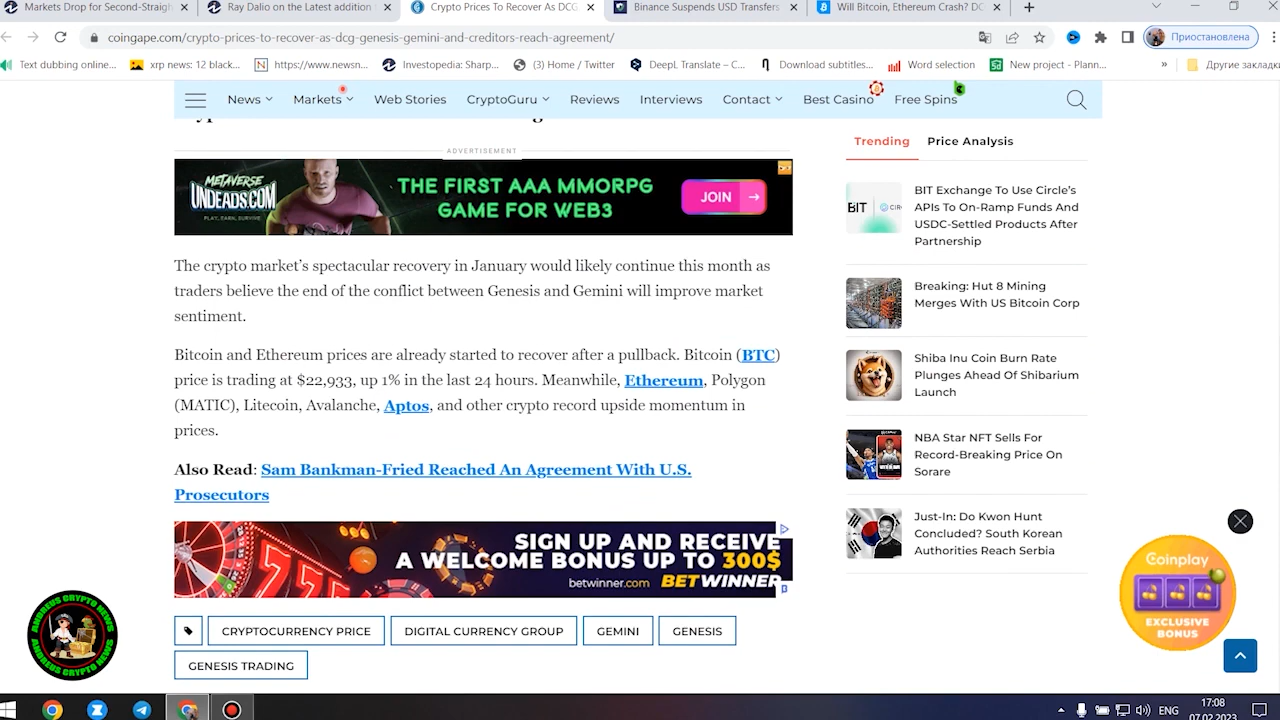 Markets Drop for Second-Straigh
Ray Dalio on the Latest addition
Crypto Prices To Recover As DCG
Binance Suspends USD Transfers
Will Bitcoin, Ethereum Crash? DC
coingape.com/crypto-prices-to-recover-as-dcg-genesis-gemini-and-creditors-reach-agreement/
Приостановлена
Text dubbing online...
xrp news: 12 black...
https://www.newsn...
Investopedia: Sharp...
(3) Home / Twitter
DeepL Translate – C...
Download subtitles...
Word selection
New project - Plann...
»
Другие закладки
News
Markets
Web Stories
CryptoGuru
Reviews
Interviews
Contact
Best Casino
Free Spins
ADVERTISEMENT
METAVERSE
UNDEADS.COM
PLAY, EARN, SURVIVE
THE FIRST AAA MMORPG
GAME FOR WEB3
JOIN →
The crypto market’s spectacular recovery in January would likely continue this month as
traders believe the end of the conflict between Genesis and Gemini will improve market
sentiment.
Bitcoin and Ethereum prices are already started to recover after a pullback. Bitcoin (BTC)
price is trading at $22,933, up 1% in the last 24 hours. Meanwhile, Ethereum, Polygon
(MATIC), Litecoin, Avalanche, Aptos, and other crypto record upside momentum in
prices.
Also Read: Sam Bankman-Fried Reached An Agreement With U.S.
Prosecutors
SIGN UP AND RECEIVE
A WELCOME BONUS UP TO 300$
betwinner.com BETWINNER
CRYPTOCURRENCY PRICE
DIGITAL CURRENCY GROUP
GEMINI
GENESIS
GENESIS TRADING
Trending
Price Analysis
BIT
CIR
BIT Exchange To Use Circle’s
APIs To On-Ramp Funds And
USDC-Settled Products After
Partnership
Breaking: Hut 8 Mining
Merges With US Bitcoin Corp
Shiba Inu Coin Burn Rate
Plunges Ahead Of Shibarium
Launch
NBA Star NFT Sells For
Record-Breaking Price On
Sorare
Just-In: Do Kwon Hunt
Concluded? South Korean
Authorities Reach Serbia
Coinplay
EXCLUSIVE
BONUS
ANDREUS CRYPTO NEWS
ANDREUS CRYPTO NEWS
ENG
17:08
07.02.2023